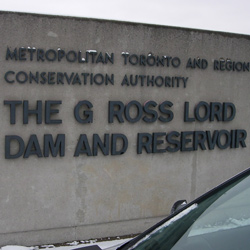 METROPOLITAN TORONTO AND REGION
CONSERVATION AUTHORITY
THE G ROSS LORD
DAM AND RESERVOIR